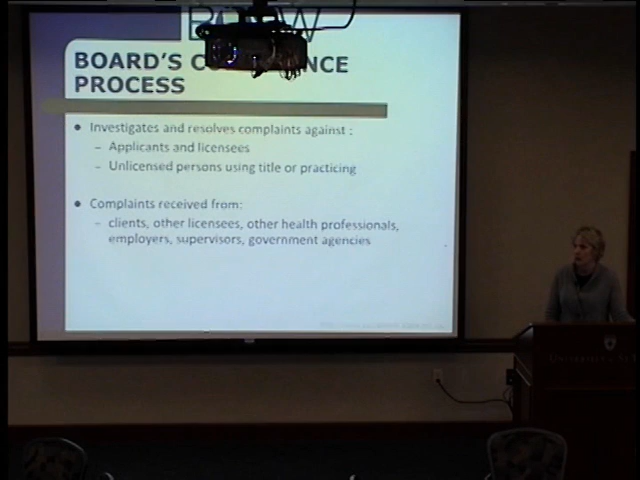 BOARD'S
PROCESS
• Investigates and resolves complaints against :
– Applicants and licensees
– Unlicensed persons using title or practicing
• Complaints received from:
– clients, other licensees, other health professionals,
employers, supervisors, government agencies